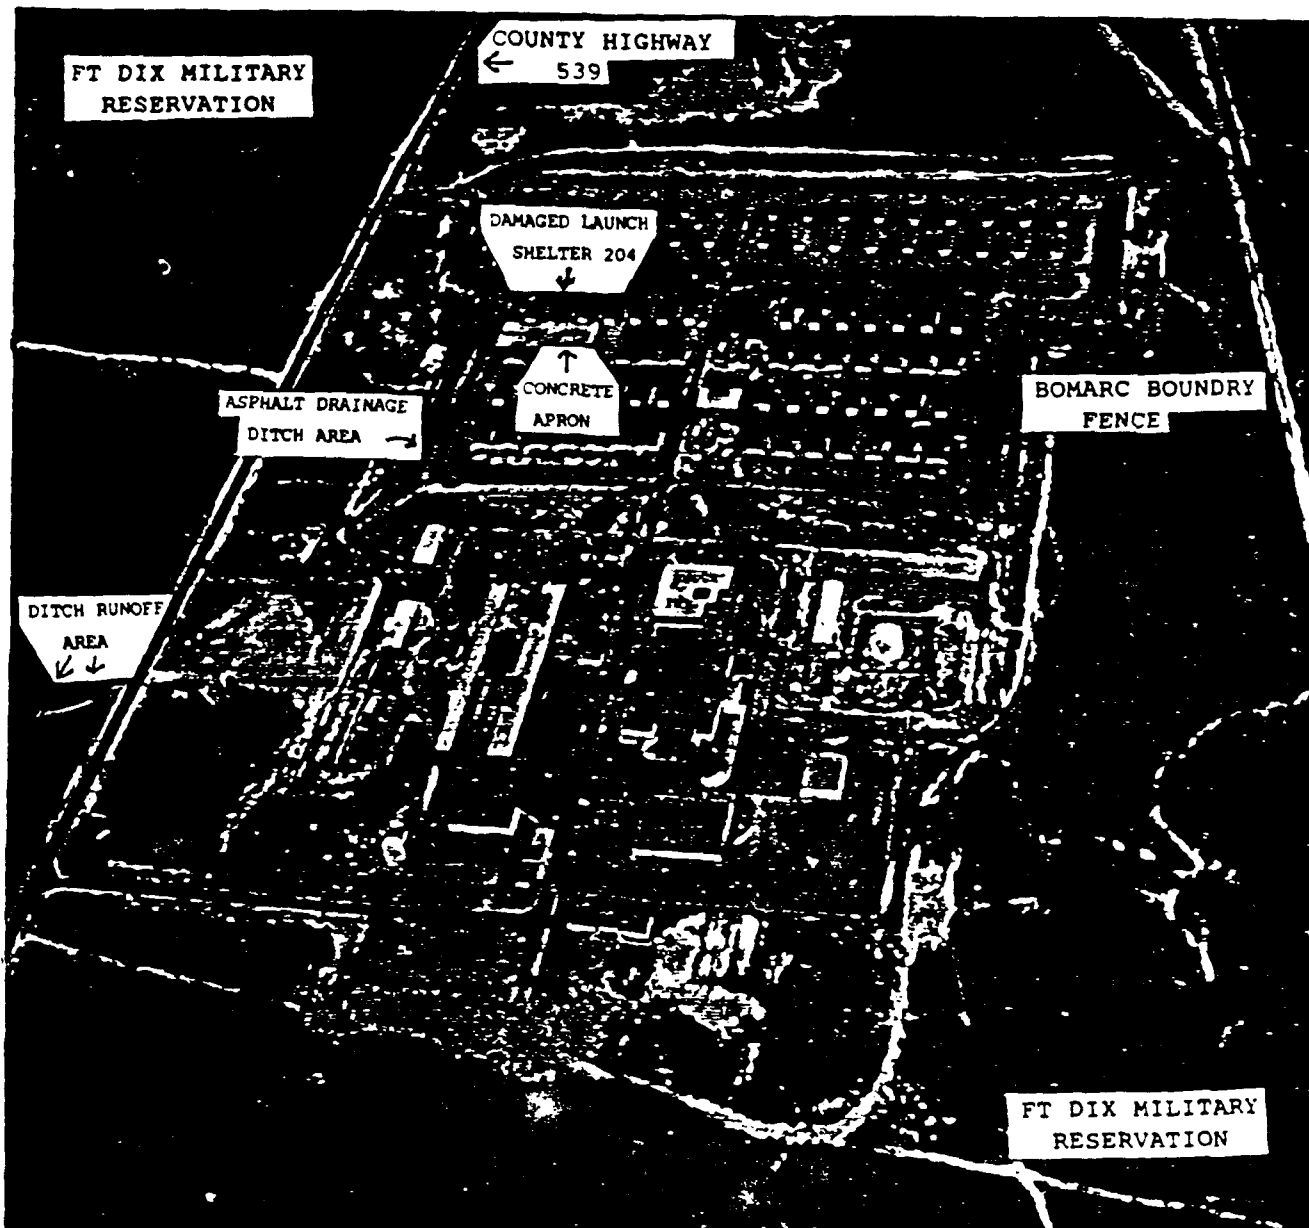 COUNTY HIGHWAY
← 539
FT DIX MILITARY
RESERVATION
DAMAGED LAUNCH
SHELTER 204
↓
↑
CONCRETE
APRON
ASPHALT DRAINAGE
DITCH AREA →
BOMARC BOUNDRY
FENCE
DITCH RUNOFF
AREA
↙ ↓
FT DIX MILITARY
RESERVATION